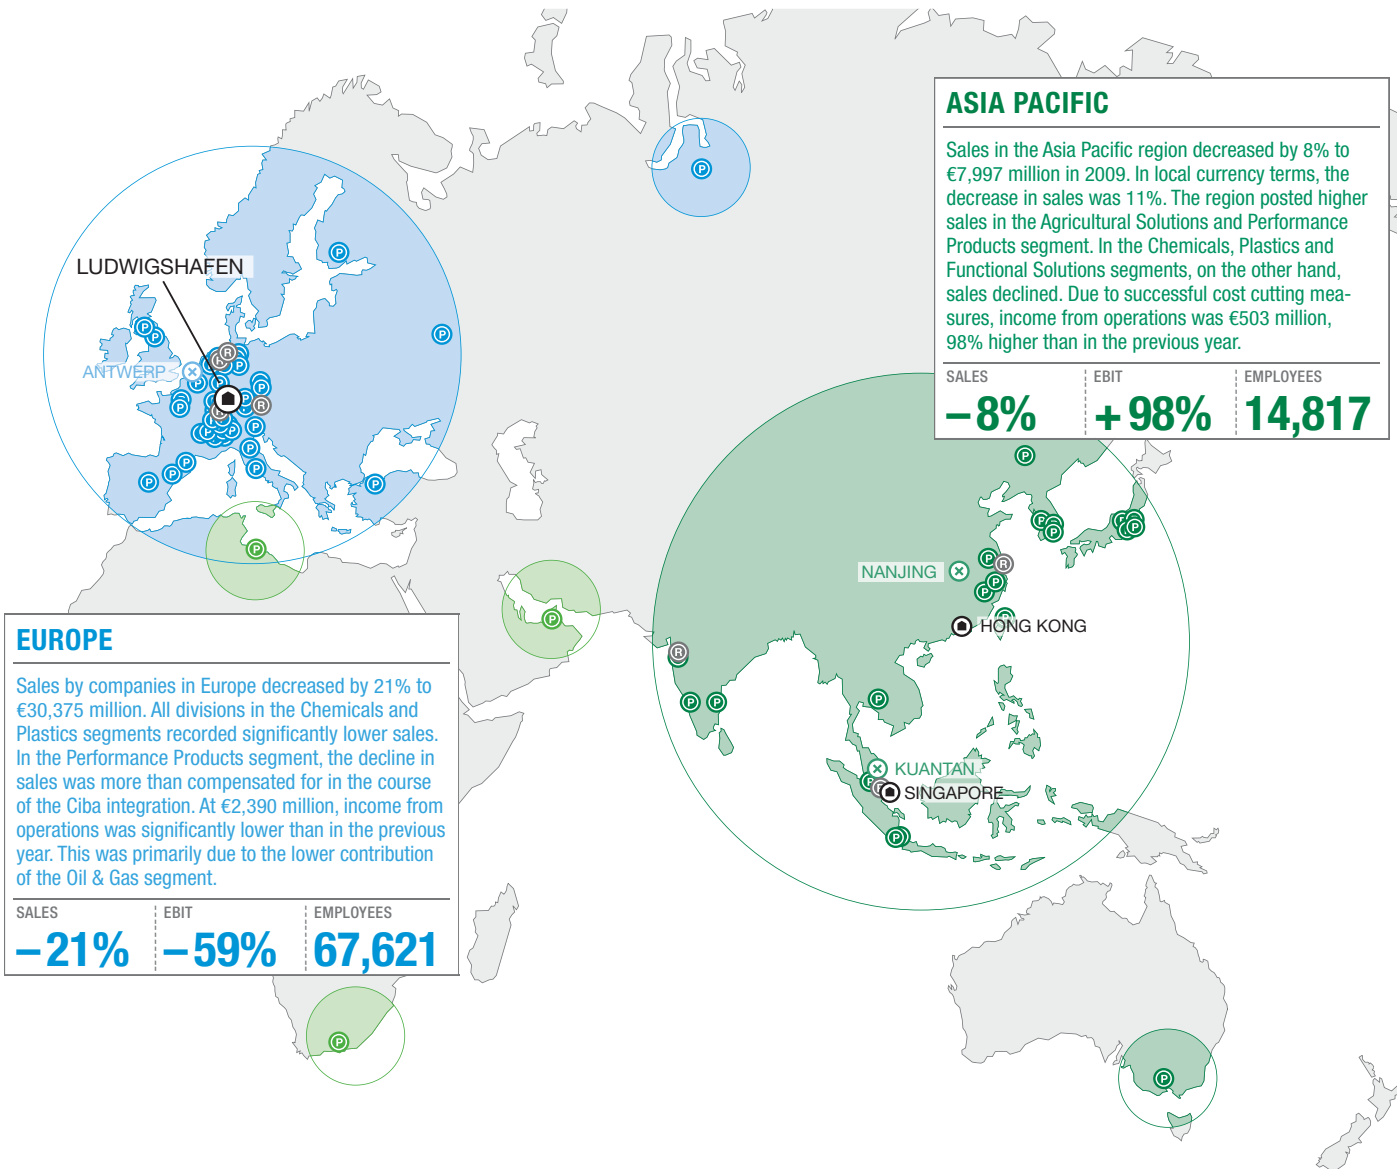 ASIA PACIFIC
Sales in the Asia Pacific region decreased by 8% to
€7,997 million in 2009. In local currency terms, the
decrease in sales was 11%. The region posted higher
sales in the Agricultural Solutions and Performance
Products segment. In the Chemicals, Plastics and
Functional Solutions segments, on the other hand,
sales declined. Due to successful cost cutting mea-
sures, income from operations was €503 million,
98% higher than in the previous year.
SALES EBIT EMPLOYEES
–8% +98% 14,817
LUDWIGSHAFEN
ANTWERP
NANJING
HONG KONG
KUANTAN
SINGAPORE
EUROPE
Sales by companies in Europe decreased by 21% to
€30,375 million. All divisions in the Chemicals and
Plastics segments recorded significantly lower sales.
In the Performance Products segment, the decline in
sales was more than compensated for in the course
of the Ciba integration. At €2,390 million, income from
operations was significantly lower than in the previous
year. This was primarily due to the lower contribution
of the Oil & Gas segment.
SALES EBIT EMPLOYEES
–21% –59% 67,621